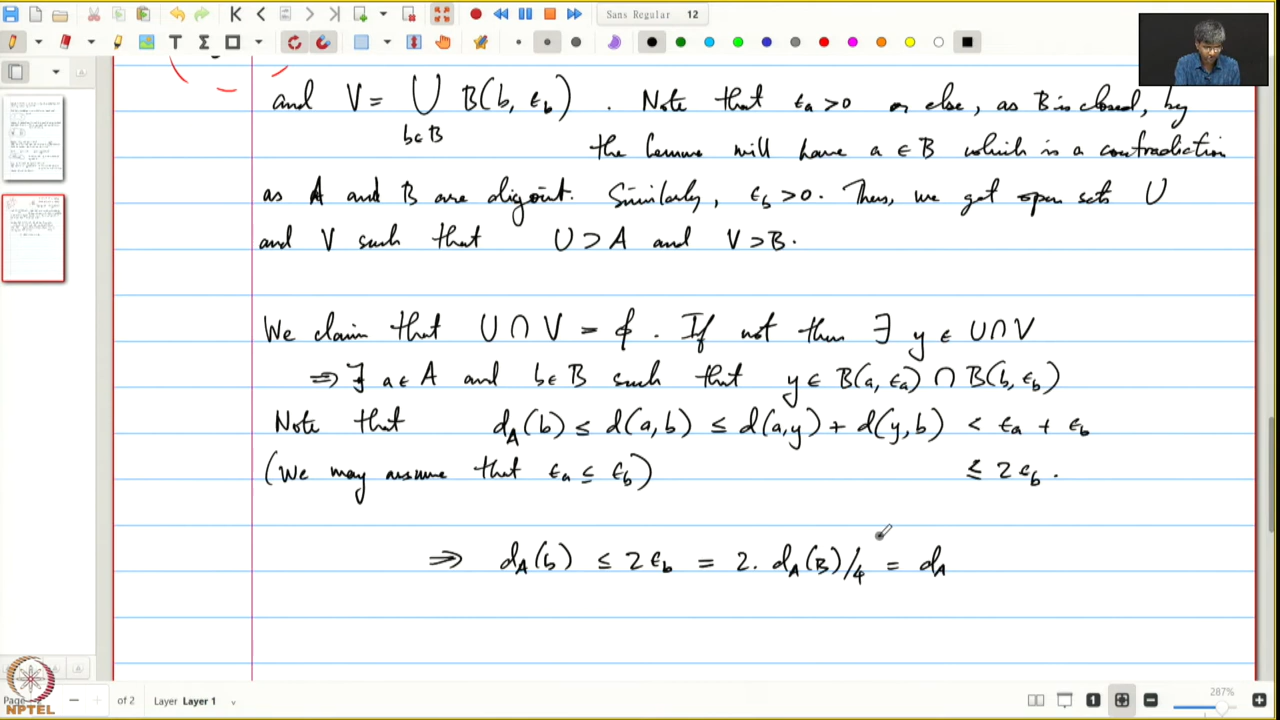 Sans Regular 12
and V = ⋃ B(b, ϵ_b) . Note that ϵ_a > 0 or else, as B is closed, by
b∈B
the lemma will have a ∈ B which is a contradiction
as A and B are disjoint. Similarly, ϵ_b > 0. Thus, we get open sets U
and V such that U ⊃ A and V ⊃ B.
We claim that U ∩ V = ϕ . If not then ∃ y ∈ U∩V
⇒ ∃ a ∈ A and b ∈ B such that y ∈ B(a, ϵ_a) ∩ B(b, ϵ_b)
Note that d_A(b) ≤ d(a,b) ≤ d(a,y) + d(y,b) < ϵ_a + ϵ_b
(We may assume that ϵ_a ≤ ϵ_b) ≤ 2ϵ_b .
⇒ d_A(b) ≤ 2ϵ_b = 2. d_A(B)/4 = d_A
NPTEL
Page
of 2
Layer Layer 1
287%